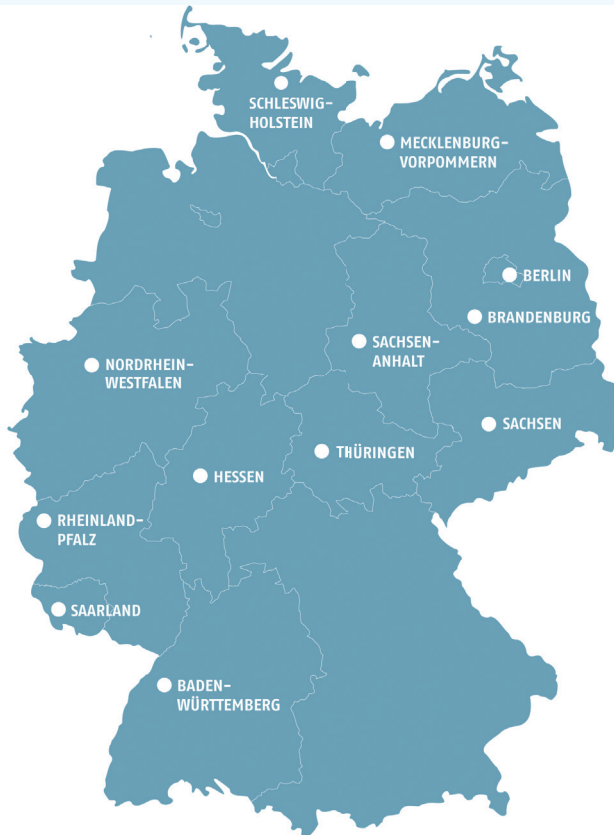 SCHLESWIG-
HOLSTEIN
MECKLENBURG-
VORPOMMERN
BERLIN
BRANDENBURG
SACHSEN-
ANHALT
NORDRHEIN-
WESTFALEN
SACHSEN
THÜRINGEN
HESSEN
RHEINLAND-
PFALZ
SAARLAND
BADEN-
WÜRTTEMBERG